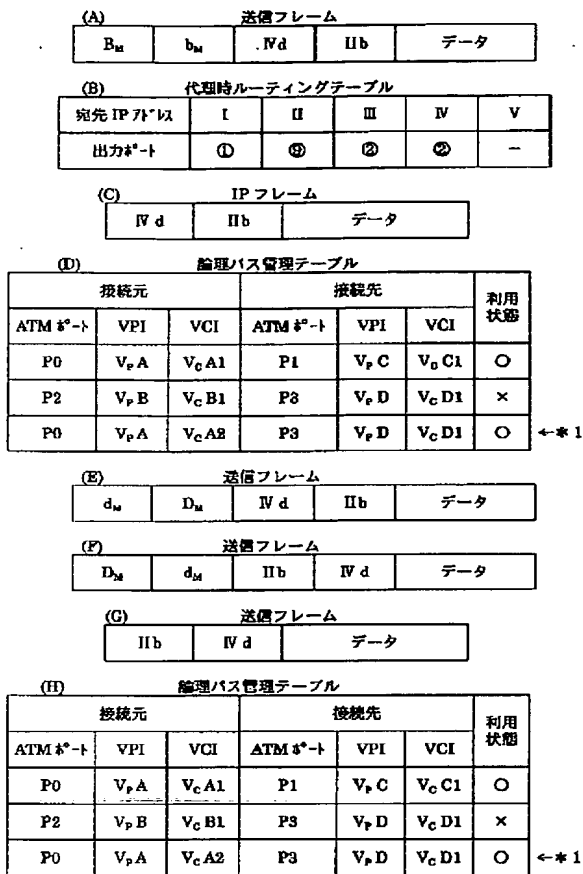 (A) 送信フレーム
B_M b_M Ⅳd Ⅱb データ
(B) 代理時ルーティングテーブル
宛先IPアドレス Ⅰ Ⅱ Ⅲ Ⅳ Ⅴ
出力ポート ① ⑨ ② ② −
(C) IPフレーム
Ⅳd Ⅱb データ
(D) 論理パス管理テーブル
接続元 接続先 利用状態
ATMポート VPI VCI ATMポート VPI VCI
P0 V_P A V_C A1 P1 V_P C V_C C1 ○
P2 V_P B V_C B1 P3 V_P D V_C D1 ×
P0 V_P A V_C A2 P3 V_P D V_C D1 ○ ←*1
(E) 送信フレーム
d_M D_M Ⅳd Ⅱb データ
(F) 送信フレーム
D_M d_M Ⅱb Ⅳd データ
(G) 送信フレーム
Ⅱb Ⅳd データ
(H) 論理パス管理テーブル
接続元 接続先 利用状態
ATMポート VPI VCI ATMポート VPI VCI
P0 V_P A V_C A1 P1 V_P C V_C C1 ○
P2 V_P B V_C B1 P3 V_P D V_C D1 ×
P0 V_P A V_C A2 P3 V_P D V_C D1 ○ ←*1